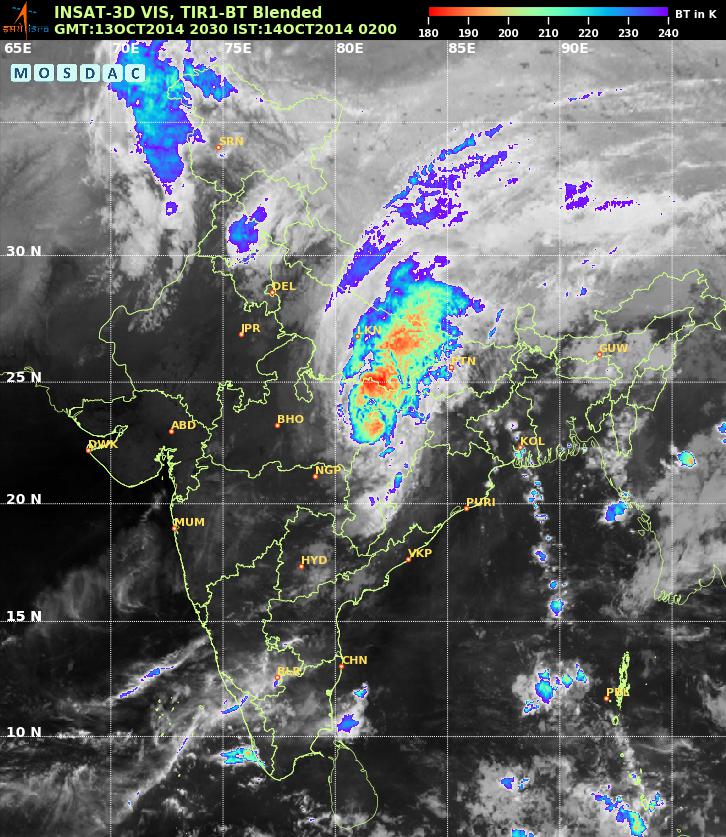 INSAT-3D VIS, TIR1-BT Blended
GMT:13OCT2014 2030 IST:14OCT2014 0200
BT in K
180 190 200 210 220 230 240
65E 70E 75E 80E 85E 90E
MOSDAC
SRN
30 N
DEL
JPR
LKN
GUW
PTN
25 N
ABD
BHO
DWK
KOL
NGP
20 N
PURI
MUM
VKP
HYD
15 N
CHN
BLR
PBL
10 N